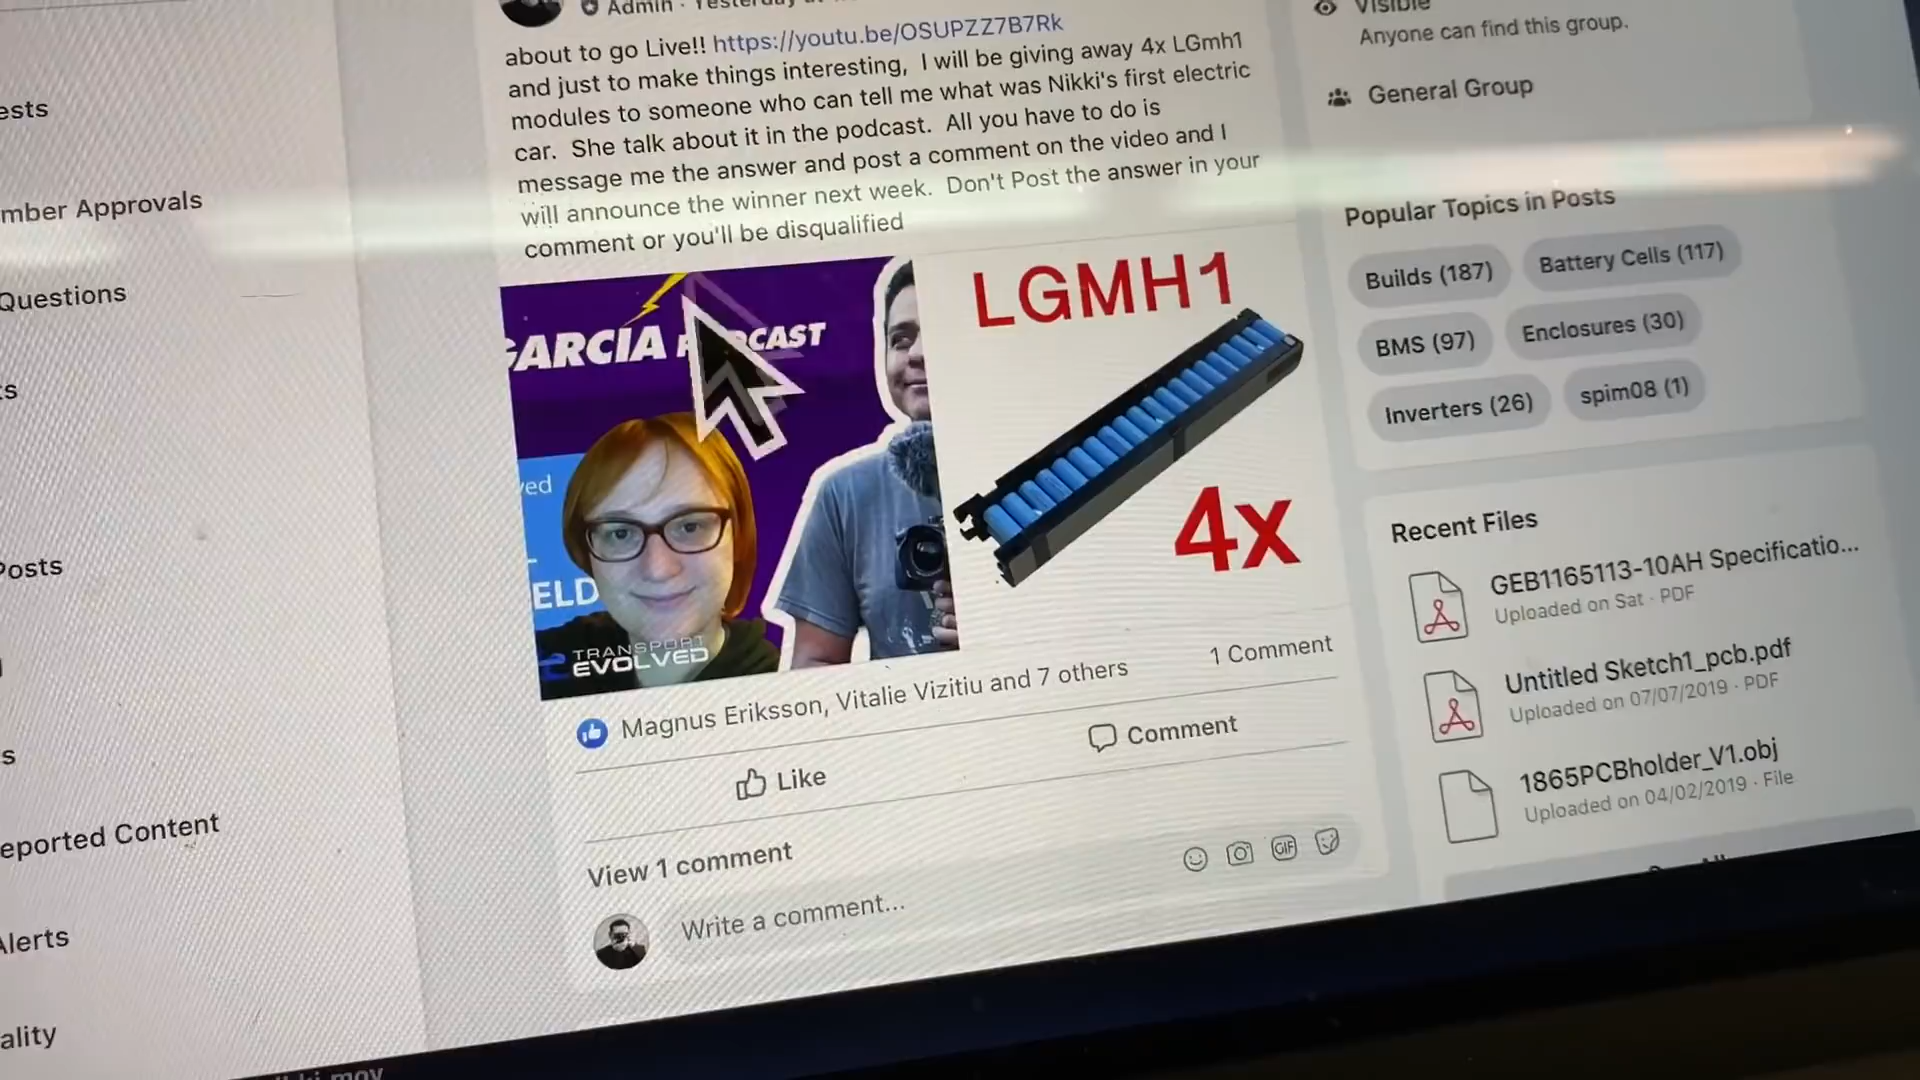 Admin · Yesterday at
about to go Live!! https://youtu.be/OSUPZZ7B7Rk
and just to make things interesting, I will be giving away 4x LGmh1
modules to someone who can tell me what was Nikki's first electric
car. She talk about it in the podcast. All you have to do is
message me the answer and post a comment on the video and I
will announce the winner next week. Don't Post the answer in your
comment or you'll be disqualified
GARCIA
CAST
ved
ELD
TRANSPORT
EVOLVED
LGMH1
4x
Magnus Eriksson, Vitalie Vizitiu and 7 others
1 Comment
Like
Comment
View 1 comment
GIF
Write a comment...
ests
mber Approvals
Questions
ts
Posts
s
eported Content
Alerts
ality
Visible
Anyone can find this group.
General Group
Popular Topics in Posts
Builds (187)
Battery Cells (117)
BMS (97)
Enclosures (30)
Inverters (26)
spim08 (1)
Recent Files
GEB1165113-10AH Specificatio...
Uploaded on Sat · PDF
Untitled Sketch1_pcb.pdf
Uploaded on 07/07/2019 · PDF
1865PCBholder_V1.obj
Uploaded on 04/02/2019 · File